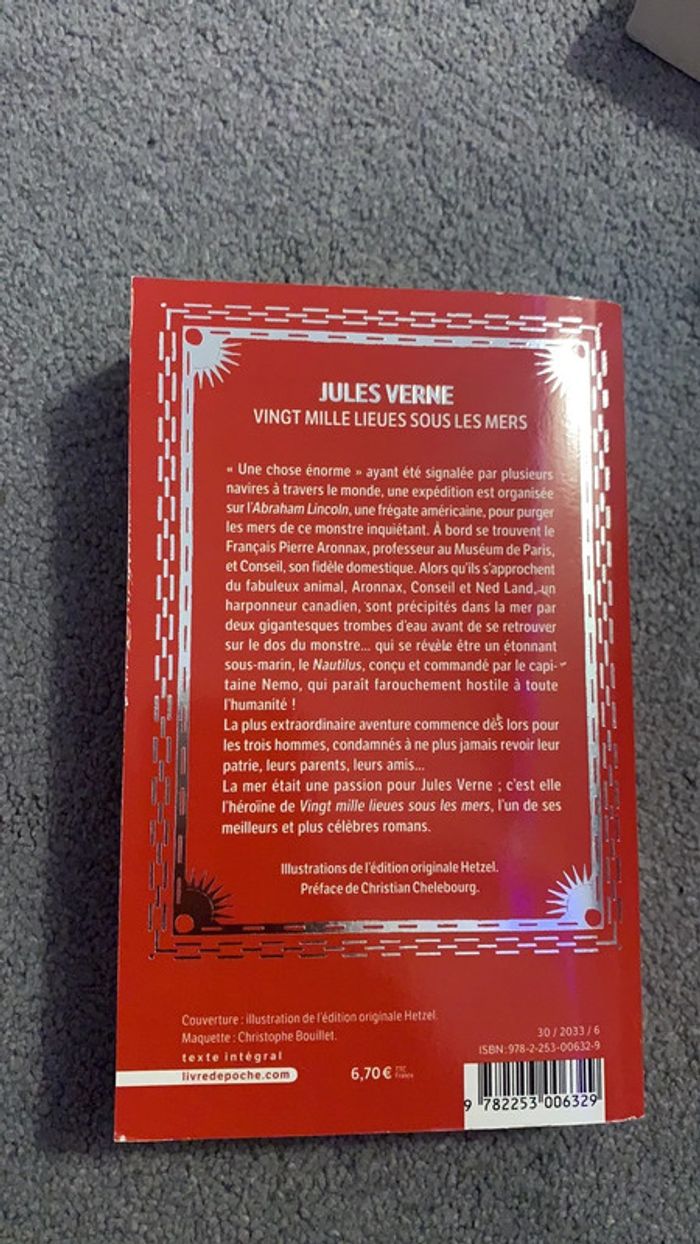 JULES VERNE
VINGT MILLE LIEUES SOUS LES MERS
« Une chose énorme » ayant été signalée par plusieurs
navires à travers le monde, une expédition est organisée
sur l'Abraham Lincoln, une frégate américaine, pour purger
les mers de ce monstre inquiétant. À bord se trouvent le
Français Pierre Aronnax, professeur au Muséum de Paris,
et Conseil, son fidèle domestique. Alors qu'ils s'approchent
du fabuleux animal, Aronnax, Conseil et Ned Land, un
harponneur canadien, sont précipités dans la mer par
deux gigantesques trombes d'eau avant de se retrouver
sur le dos du monstre... qui se révèle être un étonnant
sous-marin, le Nautilus, conçu et commandé par le capi-
taine Nemo, qui paraît farouchement hostile à toute
l'humanité !
La plus extraordinaire aventure commence dès lors pour
les trois hommes, condamnés à ne plus jamais revoir leur
patrie, leurs parents, leurs amis...
La mer était une passion pour Jules Verne ; c'est elle
l'héroïne de Vingt mille lieues sous les mers, l'un de ses
meilleurs et plus célèbres romans.
Illustrations de l'édition originale Hetzel.
Préface de Christian Chelebourg.
Couverture : illustration de l'édition originale Hetzel.
Maquette : Christophe Bouillet.
texte intégral
livredepoche.com
6,70 € TTC France
30 / 2033 / 6
ISBN: 978-2-253-00632-9
9 782253 006329